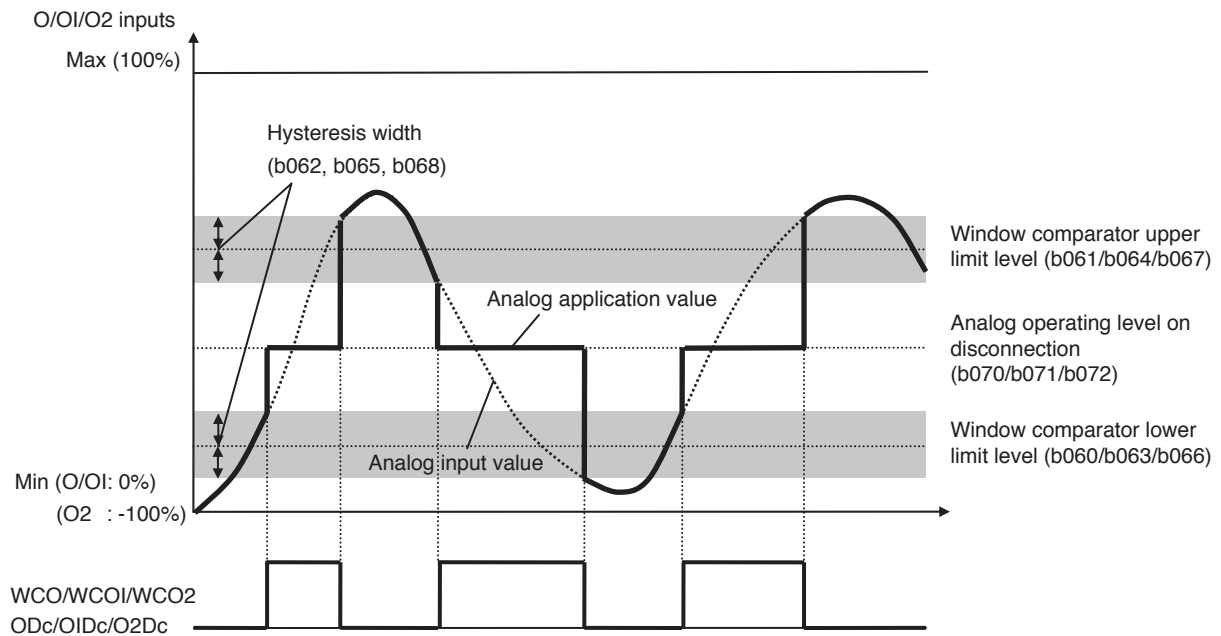 O/OI/O2 inputs
Max (100%)
Hysteresis width
(b062, b065, b068)
Window comparator upper
limit level (b061/b064/b067)
Analog application value
Analog operating level on
disconnection
(b070/b071/b072)
Window comparator lower
limit level (b060/b063/b066)
Analog input value
Min (O/OI: 0%)
(O2 : -100%)
WCO/WCOI/WCO2
ODc/OIDc/O2Dc